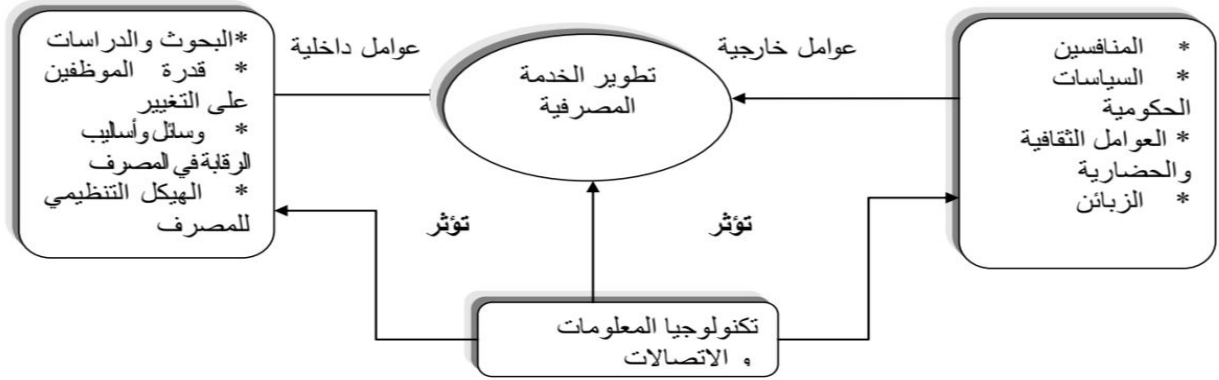 * المنافسين
* السياسات
الحكومية
* العوامل الثقافية
والحضارية
* الزبائن
عوامل خارجية
تطوير الخدمة
المصرفية
عوامل داخلية
*البحوث والدراسات
* قدرة الموظفين
على التغيير
* وسائل وأساليب
الرقابة في المصرف
* الهيكل التنظيمي
للمصرف
تؤثر
تؤثر
تكنولوجيا المعلومات
و الاتصالات